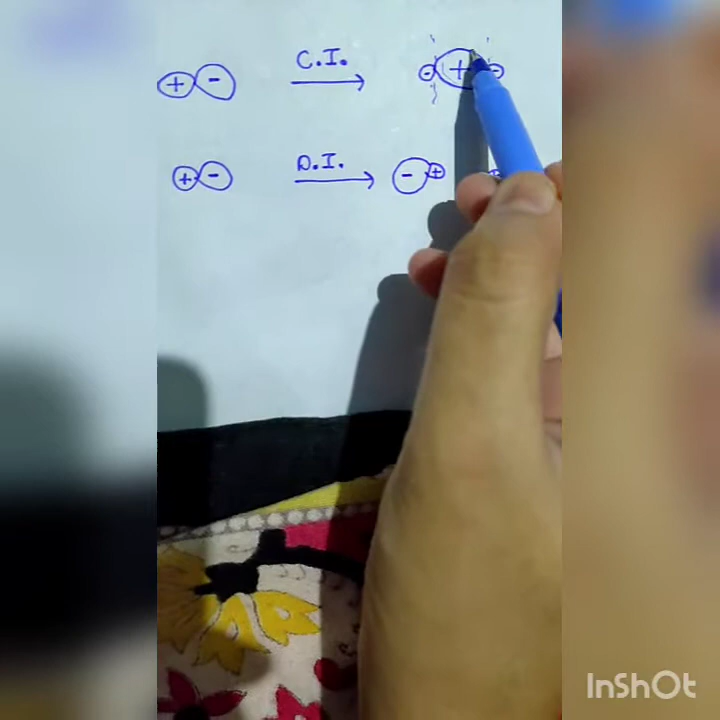 + - C.I. - + -
+ - D.I. - +
InShOt